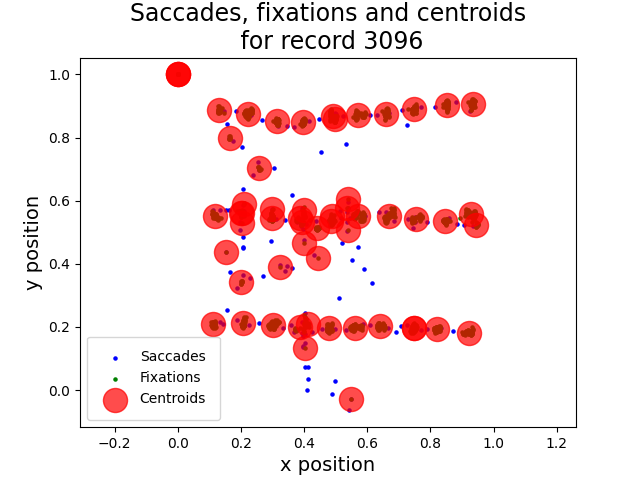 Saccades, fixations and centroids
for record 3096
y position
1.0
0.8
0.6
0.4
0.2
0.0
Saccades
Fixations
Centroids
−0.2
0.0
0.2
0.4
0.6
0.8
1.0
1.2
x position